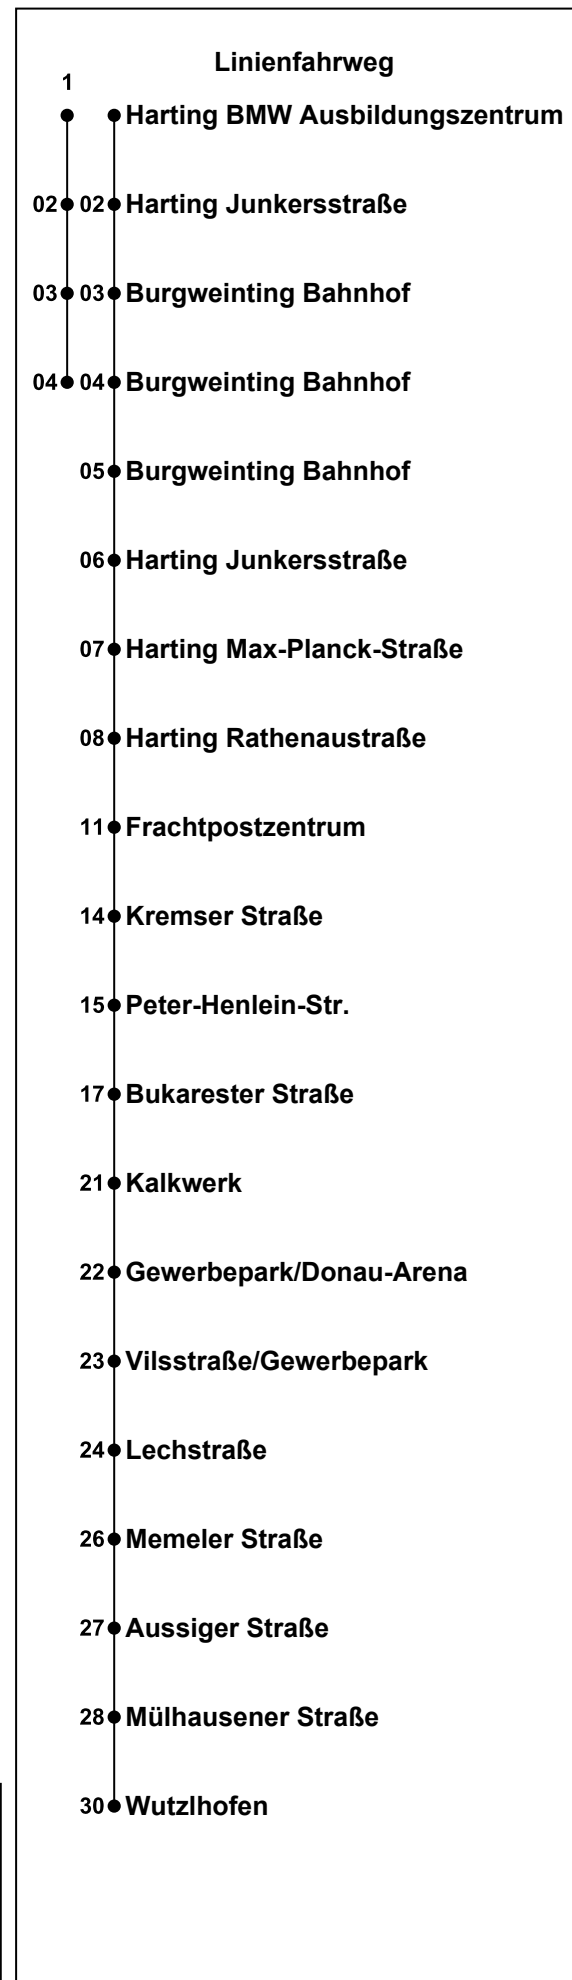 Linienfahrweg
1
Harting BMW Ausbildungszentrum
02 02 Harting Junkersstraße
03 03 Burgweinting Bahnhof
04 04 Burgweinting Bahnhof
05 Burgweinting Bahnhof
06 Harting Junkersstraße
07 Harting Max-Planck-Straße
08 Harting Rathenaustraße
11 Frachtpostzentrum
14 Kremser Straße
15 Peter-Henlein-Str.
17 Bukarester Straße
21 Kalkwerk
22 Gewerbepark/Donau-Arena
23 Vilsstraße/Gewerbepark
24 Lechstraße
26 Memeler Straße
27 Aussiger Straße
28 Mülhausener Straße
30 Wutzlhofen